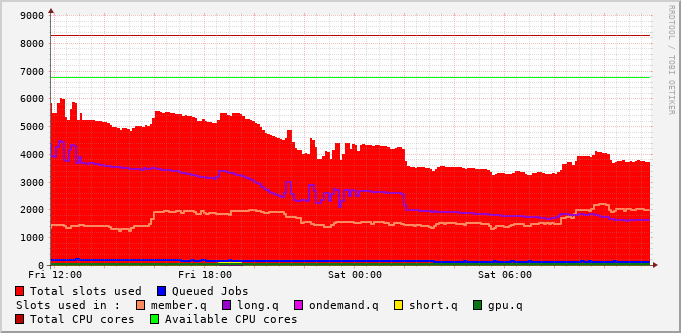 RRDTOOL / TOBI OETIKER
9000
8000
7000
6000
5000
4000
3000
2000
1000
0
Fri 12:00 Fri 18:00 Sat 00:00 Sat 06:00
Total slots used Queued Jobs
Slots used in : member.q long.q ondemand.q short.q gpu.q
Total CPU cores Available CPU cores